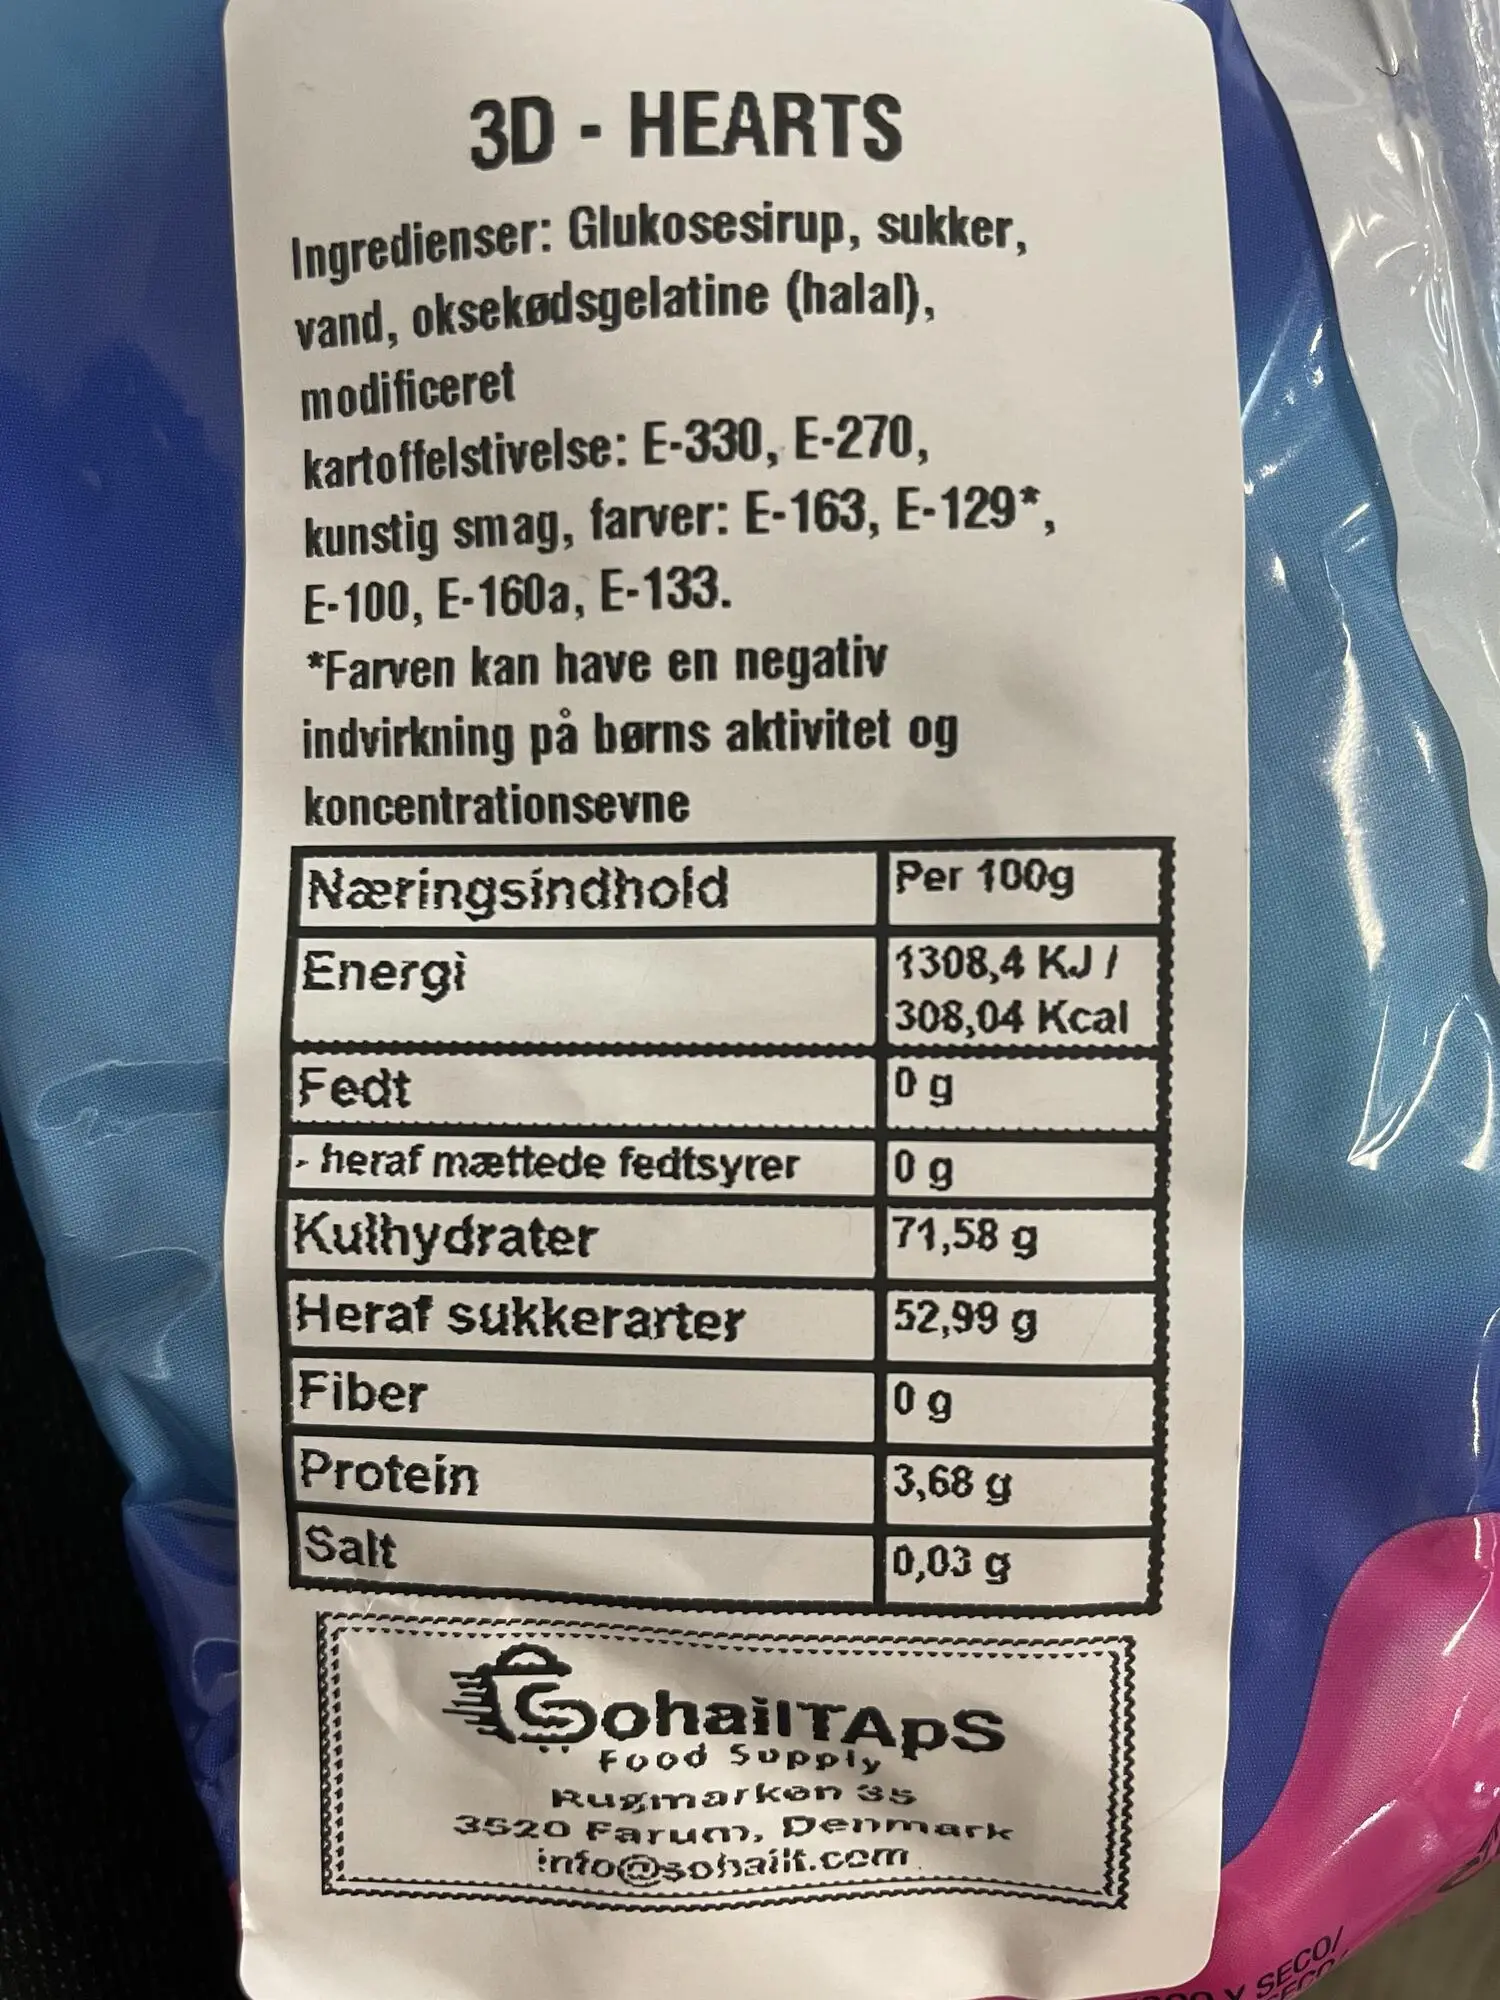 3D - HEARTS
Ingredienser: Glukosesirup, sukker,
vand, oksekødsgelatine (halal),
modificeret
kartoffelstivelse: E-330, E-270,
kunstig smag, farver: E-163, E-129*,
E-100, E-160a, E-133.
*Farven kan have en negativ
indvirkning på børns aktivitet og
koncentrationsevne
Næringsindhold Per 100g
Energi 1308,4 KJ /
308,04 Kcal
Fedt 0 g
- heraf mættede fedtsyrer 0 g
Kulhydrater 71,58 g
Heraf sukkerarter 52,99 g
Fiber 0 g
Protein 3,68 g
Salt 0,03 g
SohailTApS
Food Supply
Rugmarken 35
3520 Farum, Denmark
info@sohailt.com
Y SECO/